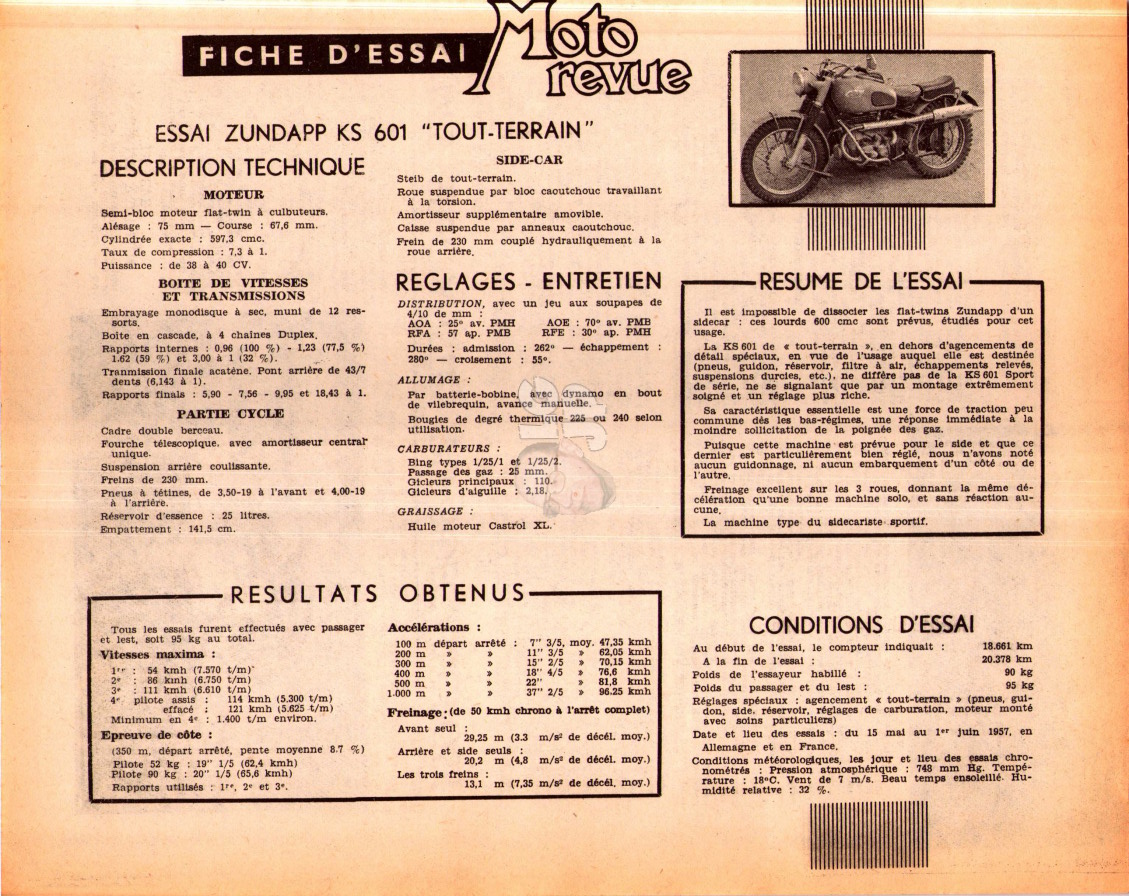 FICHE D'ESSAI
Moto
revue
ESSAI ZUNDAPP KS 601 "TOUT-TERRAIN"
DESCRIPTION TECHNIQUE
MOTEUR
Semi-bloc moteur flat-twin à culbuteurs.
Alésage : 75 mm — Course : 67,6 mm.
Cylindrée exacte : 597,3 cmc.
Taux de compression : 7,3 à 1.
Puissance : de 38 à 40 CV.
BOITE DE VITESSES
ET TRANSMISSIONS
Embrayage monodisque à sec, muni de 12 res-
sorts.
Boite en cascade, à 4 chaines Duplex.
Rapports internes : 0,96 (100 %) - 1,23 (77,5 %)
1.62 (59 %) et 3,00 à 1 (32 %).
Tranmission finale acatène. Pont arrière de 43/7
dents (6,143 à 1).
Rapports finals : 5,90 - 7,56 - 9,95 et 18,43 à 1.
PARTIE CYCLE
Cadre double berceau.
Fourche télescopique, avec amortisseur central
unique.
Suspension arrière coulissante.
Freins de 230 mm.
Pneus à tétines, de 3,50-19 à l'avant et 4,00-19
à l'arrière.
Réservoir d'essence : 25 litres.
Empattement : 141,5 cm.
SIDE-CAR
Steib de tout-terrain.
Roue suspendue par bloc caoutchouc travaillant
à la torsion.
Amortisseur supplémentaire amovible.
Caisse suspendue par anneaux caoutchouc.
Frein de 230 mm couplé hydrauliquement à la
roue arrière.
REGLAGES - ENTRETIEN
DISTRIBUTION, avec un jeu aux soupapes de
4/10 de mm :
AOA : 25° av. PMH AOE : 70° av. PMB
RFA : 57 ap. PMB RFE : 30° ap. PMH
Durées : admission : 262° — échappement :
280° — croisement : 55°.
ALLUMAGE :
Par batterie-bobine, avec dynamo en bout
de vilebrequin, avance manuelle.
Bougies de degré thermique 225 ou 240 selon
utilisation.
CARBURATEURS :
Bing types 1/25/1 et 1/25/2.
Passage des gaz : 25 mm.
Gicleurs principaux : 110.
Gicleurs d'aiguille : 2,18.
GRAISSAGE :
Huile moteur Castrol XL.
RESUME DE L'ESSAI
Il est impossible de dissocier les flat-twins Zundapp d'un
sidecar : ces lourds 600 cmc sont prévus, étudiés pour cet
usage.
La KS 601 de « tout-terrain », en dehors d'agencements de
détail spéciaux, en vue de l'usage auquel elle est destinée
(pneus, guidon, réservoir, filtre à air, échappements relevés,
suspensions durcies, etc.), ne diffère pas de la KS 601 Sport
de série, ne se signalant que par un montage extrêmement
soigné et un réglage plus riche.
Sa caractéristique essentielle est une force de traction peu
commune dès les bas-régimes, une réponse immédiate à la
moindre sollicitation de la poignée des gaz.
Puisque cette machine est prévue pour le side et que ce
dernier est particulièrement bien réglé, nous n'avons noté
aucun guidonnage, ni aucun embarquement d'un côté ou de
l'autre.
Freinage excellent sur les 3 roues, donnant la même dé-
célération qu'une bonne machine solo, et sans réaction au-
cune.
La machine type du sidecariste sportif.
RESULTATS OBTENUS
Tous les essais furent effectués avec passager
et lest, soit 95 kg au total.
Vitesses maxima :
1re : 54 kmh (7.570 t/m)
2e : 86 kmh (6.750 t/m)
3e : 111 kmh (6.610 t/m)
4e pilote assis : 114 kmh (5.300 t/m)
effacé : 121 kmh (5.625 t/m)
Minimum en 4e : 1.400 t/m environ.
Epreuve de côte :
(350 m, départ arrêté, pente moyenne 8.7 %)
Pilote 52 kg : 19" 1/5 (62,4 kmh)
Pilote 90 kg : 20" 1/5 (65,6 kmh)
Rapports utilisés : 1re, 2e et 3e.
Accélérations :
100 m départ arrêté : 7" 3/5, moy. 47,35 kmh
200 m » » 11" 3/5 » 62,05 kmh
300 m » » 15" 2/5 » 70,15 kmh
400 m » » 18" 4/5 » 76,6 kmh
500 m » » 22" » 81,8 kmh
1.000 m » » 37" 2/5 » 96.25 kmh
Freinage : (de 50 kmh chrono à l'arrêt complet)
Avant seul :
29,25 m (3.3 m/s² de décél. moy.)
Arrière et side seuls :
20,2 m (4,8 m/s² de décél. moy.)
Les trois freins :
13,1 m (7,35 m/s² de décél. moy.)
CONDITIONS D'ESSAI
Au début de l'essai, le compteur indiquait : 18.661 km
A la fin de l'essai : 20.378 km
Poids de l'essayeur habillé : 90 kg
Poids du passager et du lest : 95 kg
Réglages spéciaux : agencement « tout-terrain » (pneus, gui-
don, side, réservoir, réglages de carburation, moteur monté
avec soins particuliers)
Date et lieu des essais : du 15 mai au 1er juin 1957, en
Allemagne et en France.
Conditions météorologiques, les jour et lieu des essais chro-
nométrés : Pression atmosphérique : 748 mm Hg. Tempé-
rature : 18°C. Vent de 7 m/s. Beau temps ensoleillé. Hu-
midité relative : 32 %.